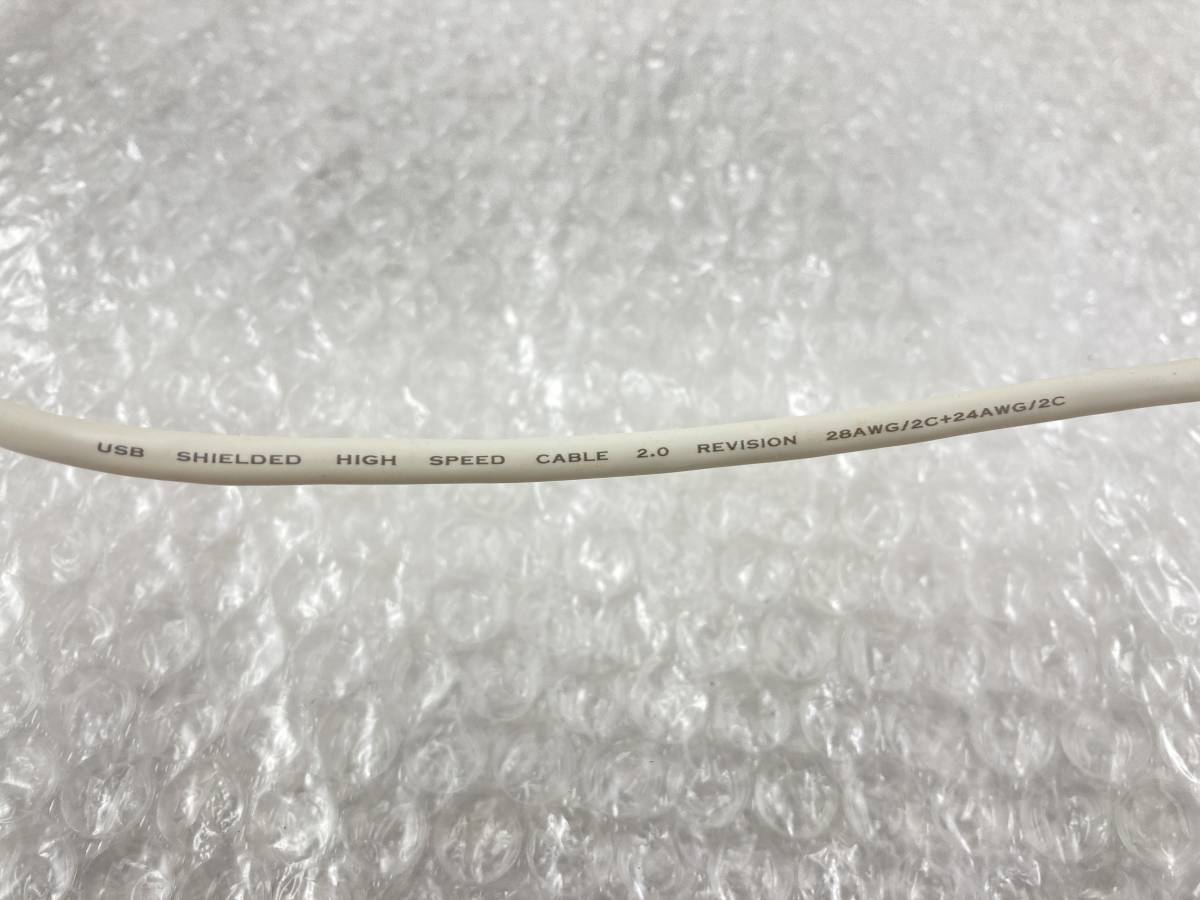 USB SHIELDED HIGH SPEED CABLE 2.0 REVISION 28AWG/2C+24AWG/2C